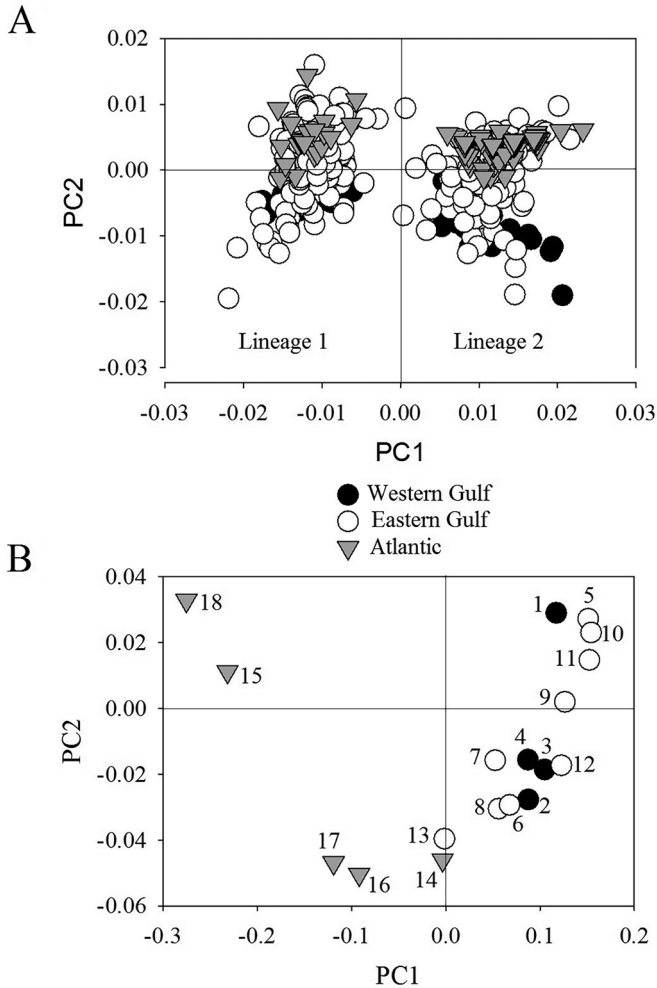 A
0.02
0.01
0.00
-0.01
-0.02
-0.03
PC2
Lineage 1 Lineage 2
-0.03 -0.02 -0.01 0.00 0.01 0.02 0.03
PC1
Western Gulf
Eastern Gulf
Atlantic
B
0.04
0.02
0.00
-0.02
-0.04
-0.06
PC2
18
15
1
5
10
11
9
4
3
7
12
8
6
2
13
17
16
14
-0.3 -0.2 -0.1 0.0 0.1 0.2
PC1